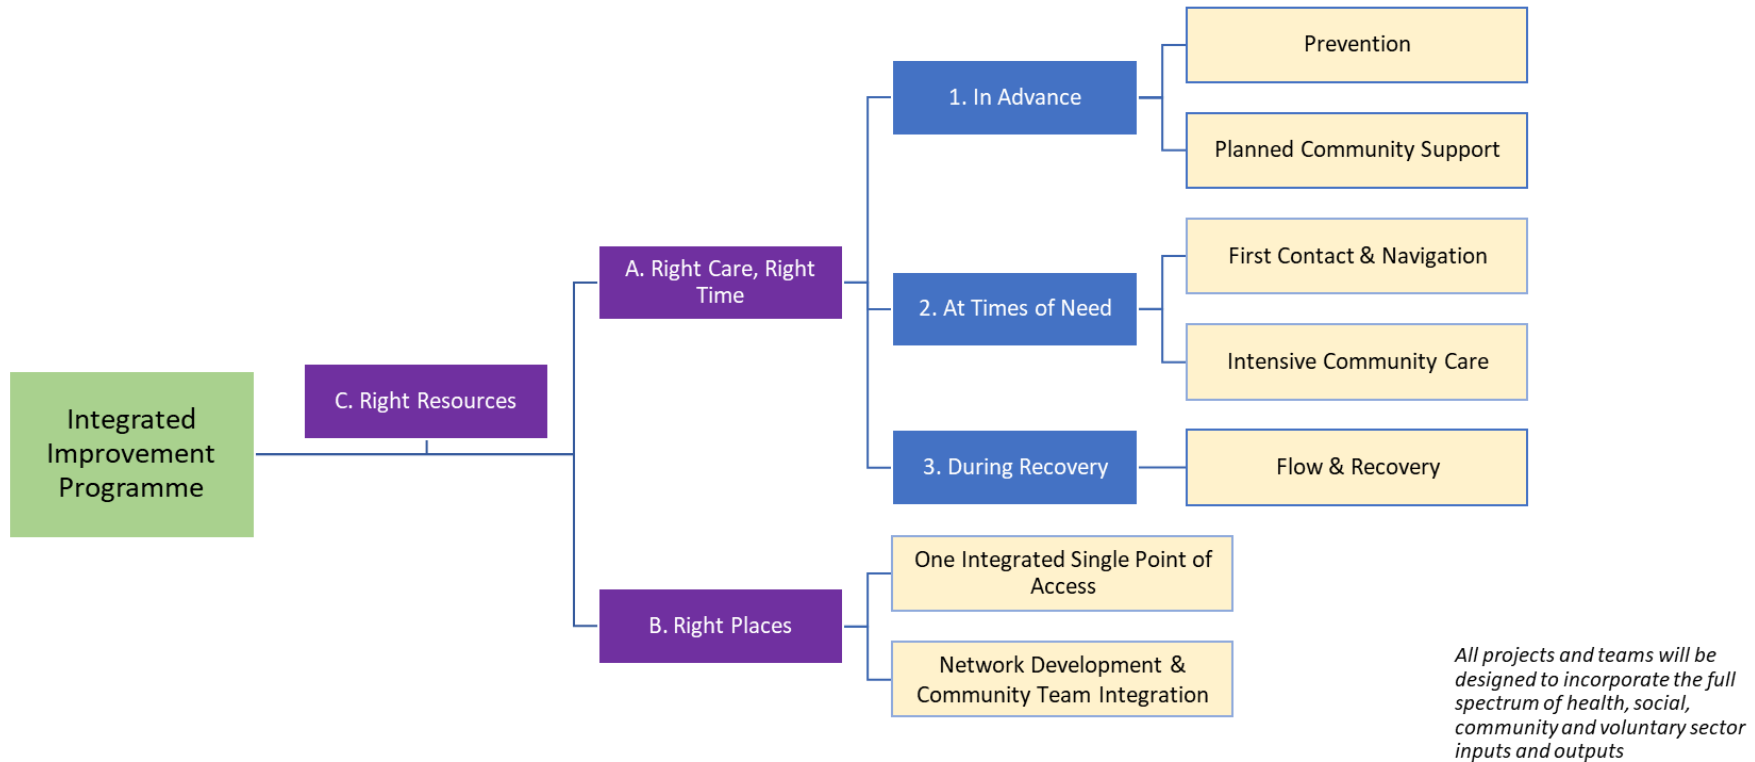 Integrated
Improvement
Programme
C. Right Resources
A. Right Care, Right
Time
B. Right Places
1. In Advance
2. At Times of Need
3. During Recovery
Prevention
Planned Community Support
First Contact & Navigation
Intensive Community Care
Flow & Recovery
One Integrated Single Point of
Access
Network Development &
Community Team Integration
All projects and teams will be
designed to incorporate the full
spectrum of health, social,
community and voluntary sector
inputs and outputs